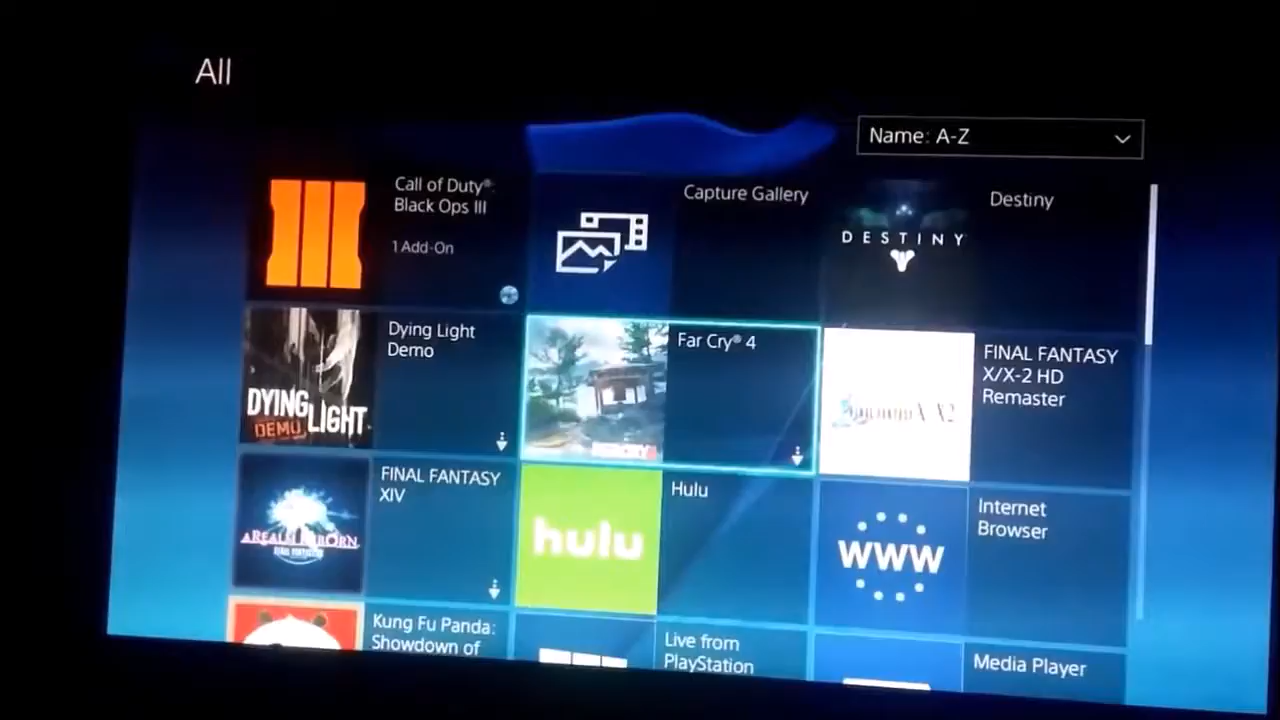 All
Name: A-Z
Call of Duty®:
Black Ops III
1 Add-On
Capture Gallery
DESTINY
Destiny
DYING LIGHT
DEMO
Dying Light
Demo
Far Cry® 4
FINAL FANTASY
X/X-2 HD
Remaster
A REALM REBORN
FINAL FANTASY
XIV
hulu
Hulu
WWW
Internet
Browser
Kung Fu Panda:
Showdown of
Live from
PlayStation
Media Player